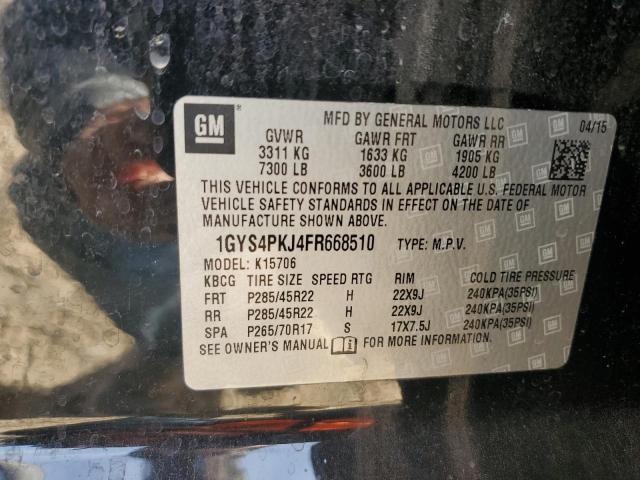 GM
MFD BY GENERAL MOTORS LLC 04/15
GVWR GAWR FRT GAWR RR
3311 KG 1633 KG 1905 KG
7300 LB 3600 LB 4200 LB
THIS VEHICLE CONFORMS TO ALL APPLICABLE U.S. FEDERAL MOTOR
VEHICLE SAFETY STANDARDS IN EFFECT ON THE DATE OF
MANUFACTURE SHOWN ABOVE.
1GYS4PKJ4FR668510 TYPE: M.P.V.
MODEL: K15706
KBCG TIRE SIZE SPEED RTG RIM COLD TIRE PRESSURE
FRT P285/45R22 H 22X9J 240KPA(35PSI)
RR P285/45R22 H 22X9J 240KPA(35PSI)
SPA P265/70R17 S 17X7.5J 240KPA(35PSI)
SEE OWNER'S MANUAL FOR MORE INFORMATION.